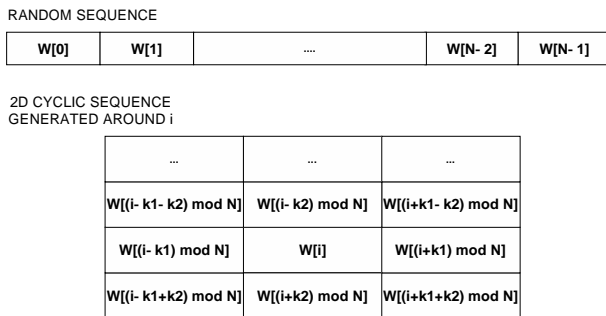 RANDOM SEQUENCE
W[0] W[1] .... W[N- 2] W[N- 1]
2D CYCLIC SEQUENCE
GENERATED AROUND i
... ... ...
W[(i- k1- k2) mod N] W[(i- k2) mod N] W[(i+k1- k2) mod N]
W[(i- k1) mod N] W[i] W[(i+k1) mod N]
W[(i- k1+k2) mod N] W[(i+k2) mod N] W[(i+k1+k2) mod N]